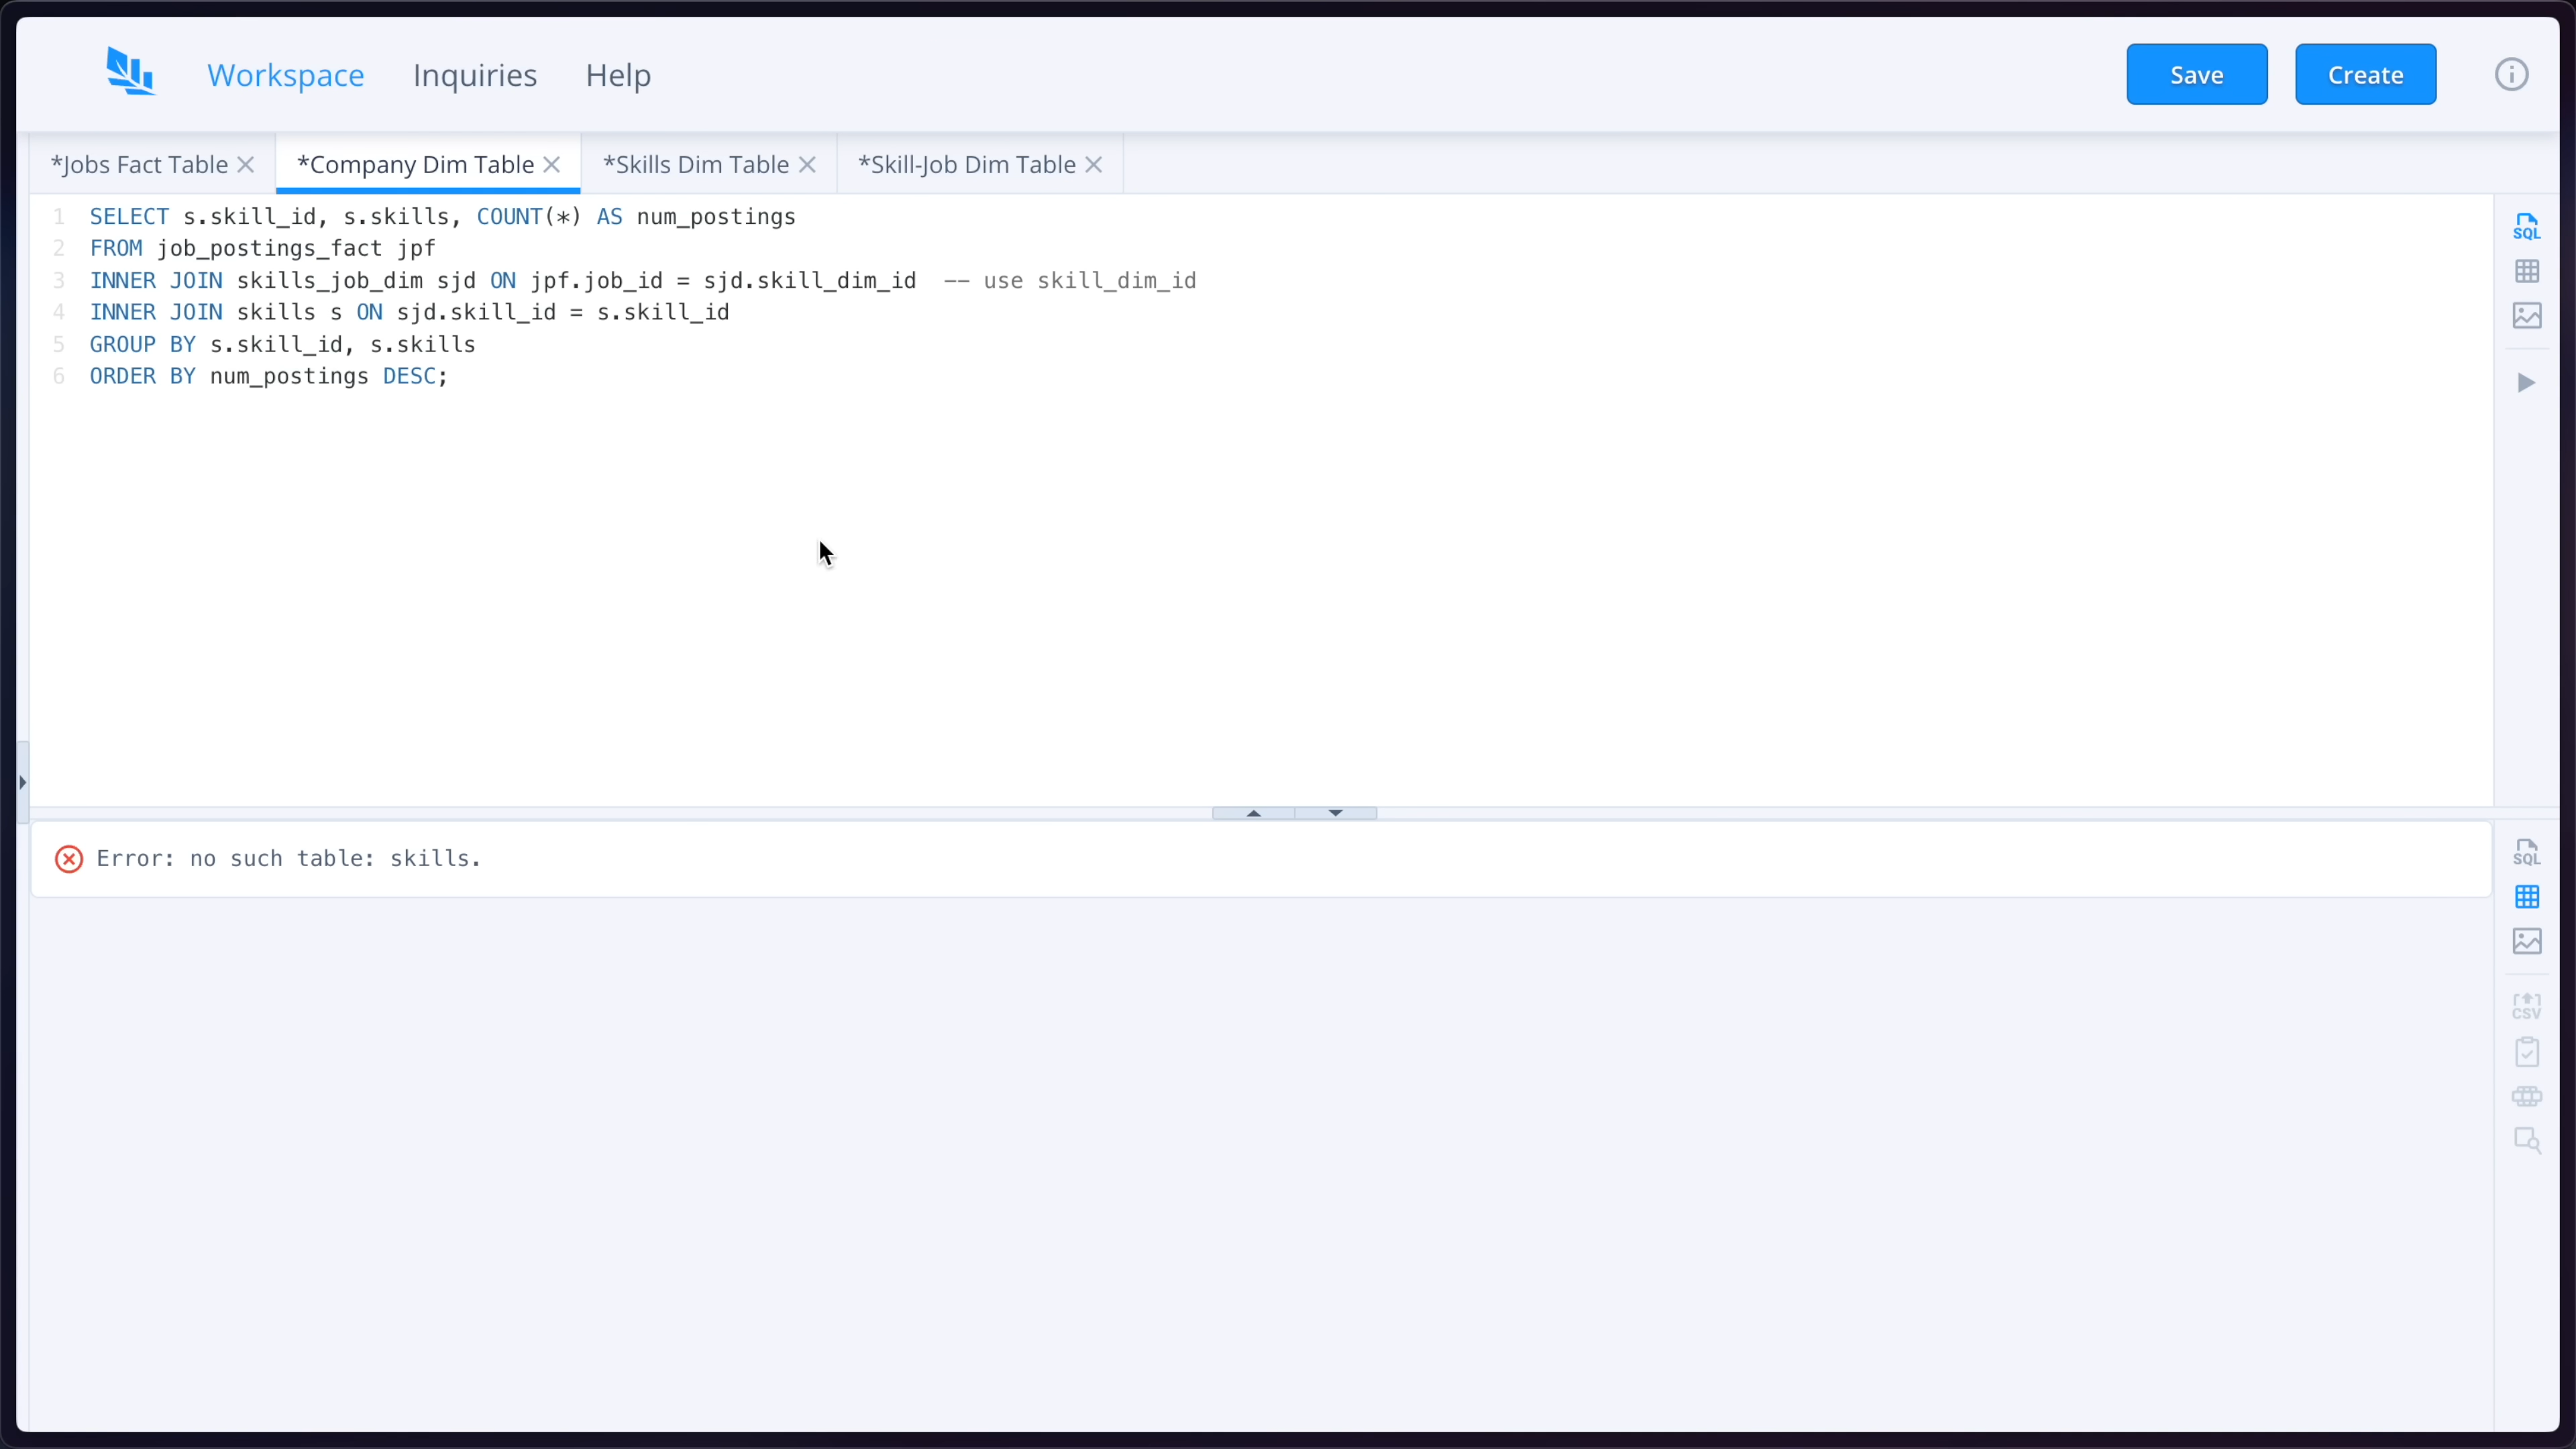 Workspace Inquiries Help Save Create
*Jobs Fact Table *Company Dim Table *Skills Dim Table *Skill-Job Dim Table
1 SELECT s.skill_id, s.skills, COUNT(*) AS num_postings
2 FROM job_postings_fact jpf
3 INNER JOIN skills_job_dim sjd ON jpf.job_id = sjd.skill_dim_id -- use skill_dim_id
4 INNER JOIN skills s ON sjd.skill_id = s.skill_id
5 GROUP BY s.skill_id, s.skills
6 ORDER BY num_postings DESC;
SQL
Error: no such table: skills.
SQL
CSV